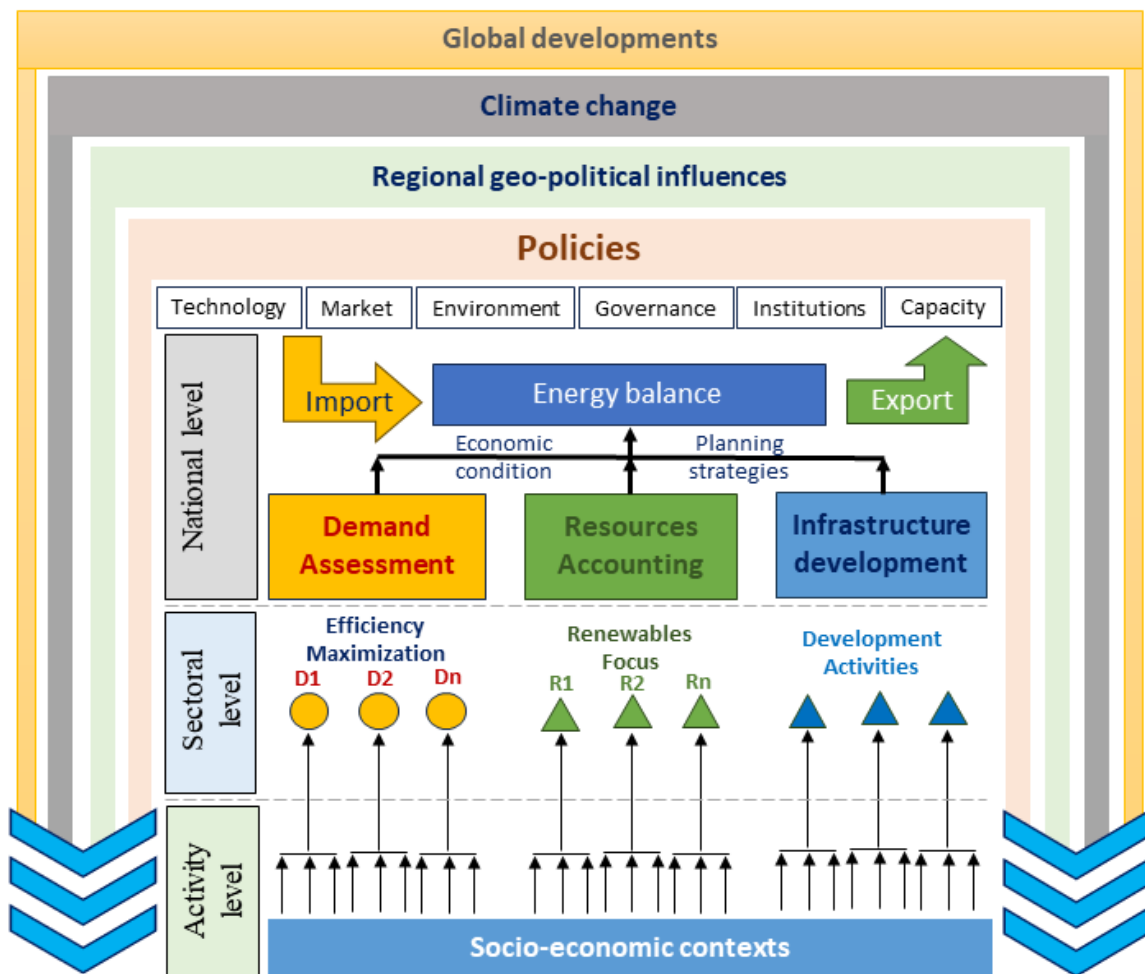 Global developments
Climate change
Regional geo-political influences
Policies
Technology
Market
Environment
Governance
Institutions
Capacity
National level
Import
Energy balance
Export
Economic
condition
Planning
strategies
Demand
Assessment
Resources
Accounting
Infrastructure
development
Sectoral
level
Efficiency
Maximization
D1
D2
Dn
Renewables
Focus
R1
R2
Rn
Development
Activities
Activity
level
Socio-economic contexts